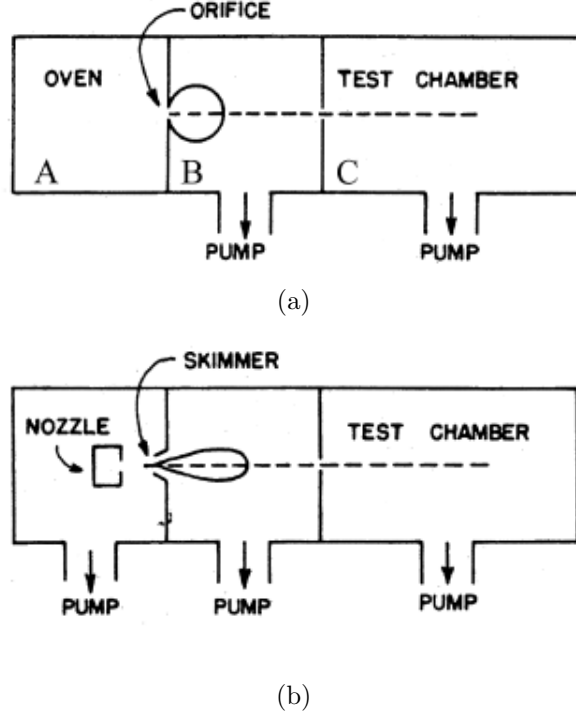 ORIFICE
OVEN
TEST CHAMBER
A
B
C
PUMP
PUMP
(a)
SKIMMER
NOZZLE
TEST CHAMBER
PUMP
PUMP
PUMP
(b)